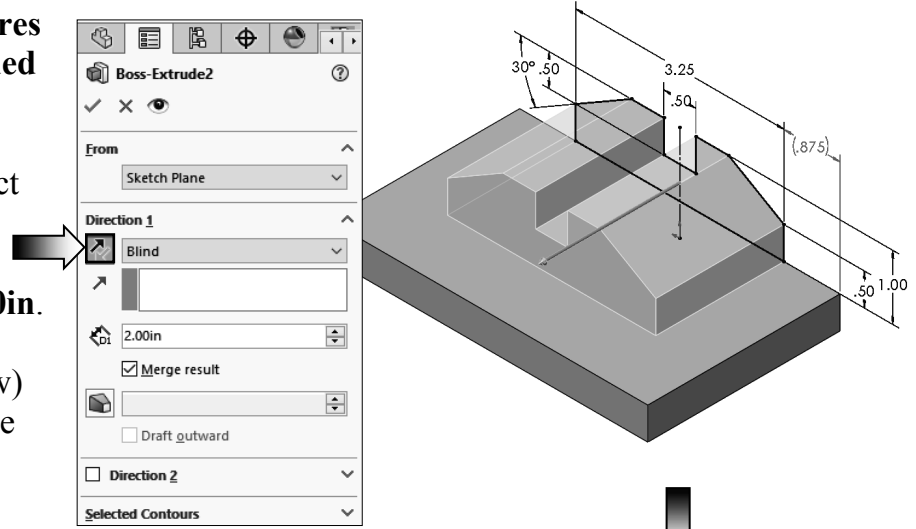 res
ed
ct
0in.
v)
e
Boss-Extrude2
From
Sketch Plane
Direction 1
Blind
D1
2.00in
Merge result
Draft outward
Direction 2
Selected Contours
30° .50
3.25
.50
(.875)
.50
1.00